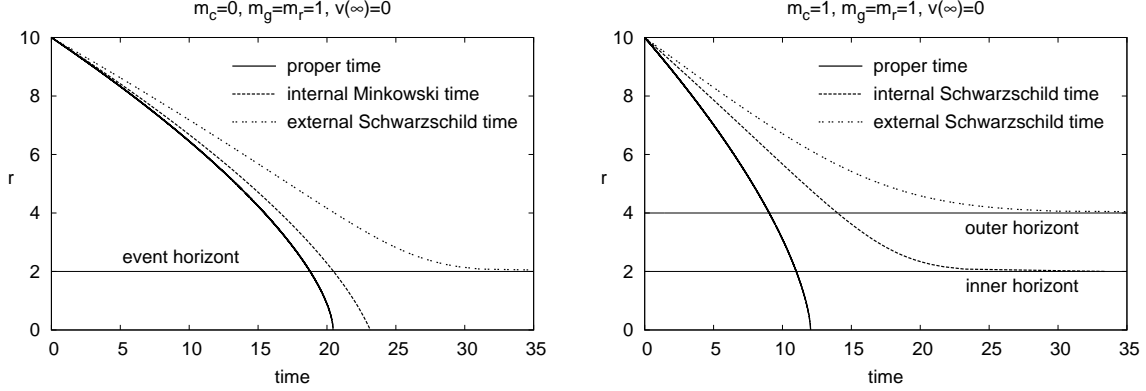 m_c=0, m_g=m_r=1, v(∞)=0
10
8
6
4
2
0
r
proper time
internal Minkowski time
external Schwarzschild time
event horizont
0 5 10 15 20 25 30 35
time
m_c=1, m_g=m_r=1, v(∞)=0
10
8
6
4
2
0
r
proper time
internal Schwarzschild time
external Schwarzschild time
outer horizont
inner horizont
0 5 10 15 20 25 30 35
time